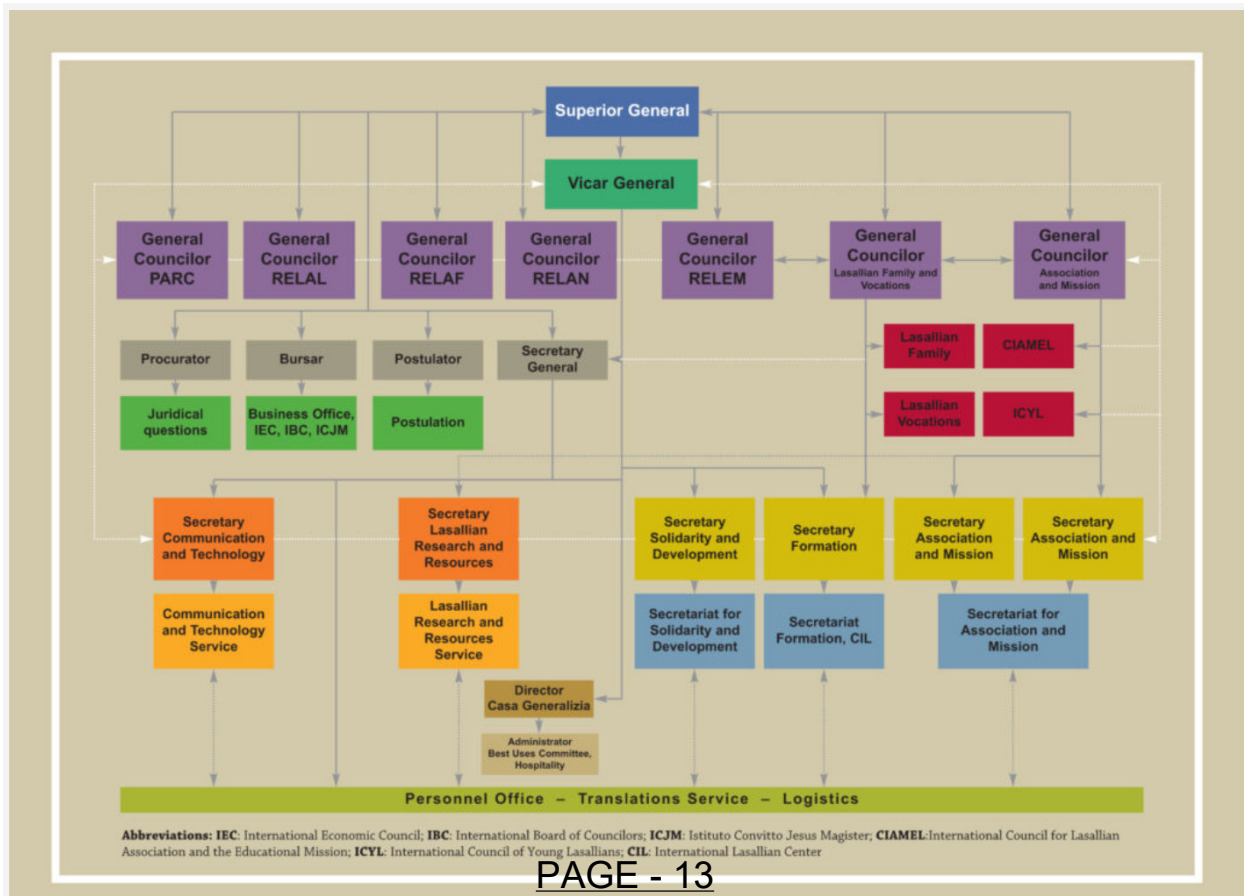 Superior General
Vicar General
General
Councilor
PARC
General
Councilor
RELAL
General
Councilor
RELAF
General
Councilor
RELAN
General
Councilor
RELEM
General
Councilor
Lasallian Family and
Vocations
General
Councilor
Association
and Mission
Procurator
Bursar
Postulator
Secretary
General
Lasallian
Family
CIAMEL
Juridical
questions
Business Office,
IEC, IBC, ICJM
Postulation
Lasallian
Vocations
ICYL
Secretary
Communication
and Technology
Secretary
Lasallian
Research and
Resources
Secretary
Solidarity and
Development
Secretary
Formation
Secretary
Association
and Mission
Secretary
Association and
Mission
Communication
and Technology
Service
Lasallian
Research and
Resources
Service
Secretariat for
Solidarity and
Development
Secretariat
Formation, CIL
Secretariat for
Association and
Mission
Director
Casa Generalizia
Administrator
Best Uses Committee,
Hospitality
Personnel Office – Translations Service – Logistics
Abbreviations: IEC: International Economic Council; IBC: International Board of Councilors; ICJM: Istituto Convitto Jesus Magister; CIAMEL:International Council for Lasallian
Association and the Educational Mission; ICYL: International Council of Young Lasallians; CIL: International Lasallian Center
PAGE - 13